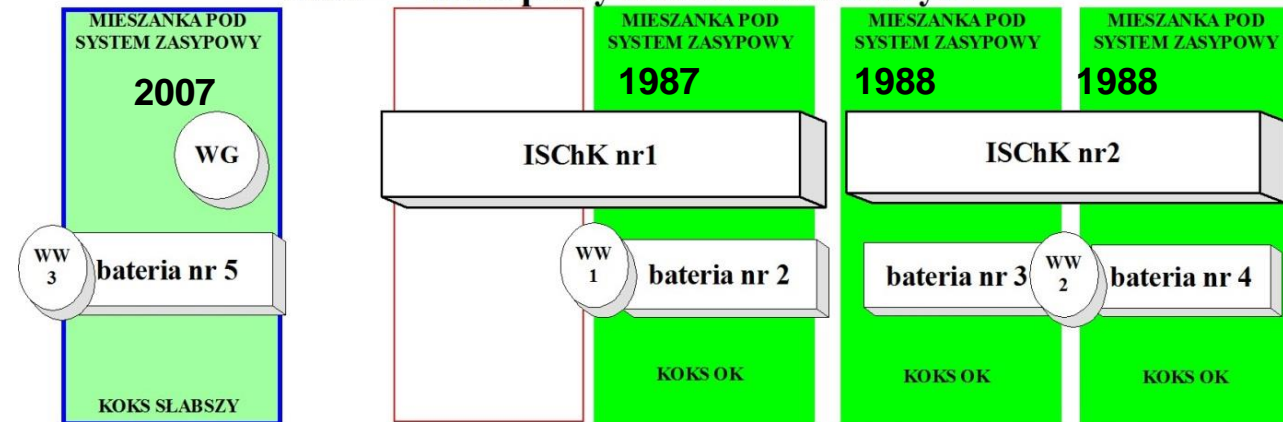 MIESZANKA POD
SYSTEM ZASYPOWY
2007
WG
WW
3
bateria nr 5
KOKS SŁABSZY
MIESZANKA POD
SYSTEM ZASYPOWY
1987
ISChK nr1
WW
1
bateria nr 2
KOKS OK
MIESZANKA POD
SYSTEM ZASYPOWY
1988
MIESZANKA POD
SYSTEM ZASYPOWY
1988
ISChK nr2
bateria nr 3
WW
2
bateria nr 4
KOKS OK
KOKS OK